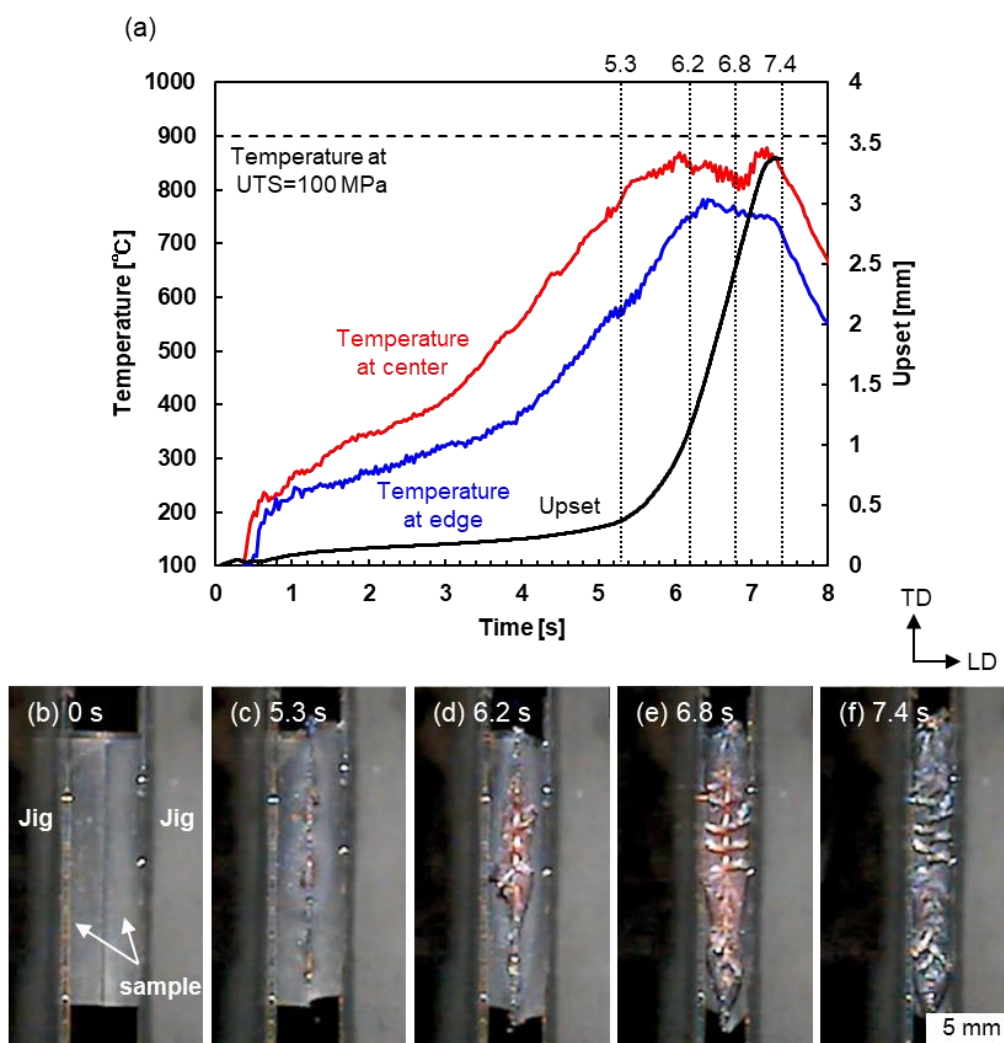 (a)
5.3 6.2 6.8 7.4
1000
900
800
700
600
500
400
300
200
100
Temperature [°C]
4
3.5
3
2.5
2
1.5
1
0.5
0
Upset [mm]
Temperature at
UTS=100 MPa
Temperature
at center
Temperature
at edge
Upset
0 1 2 3 4 5 6 7 8
Time [s]
TD
LD
(b) 0 s
(c) 5.3 s
(d) 6.2 s
(e) 6.8 s
(f) 7.4 s
Jig
Jig
sample
5 mm